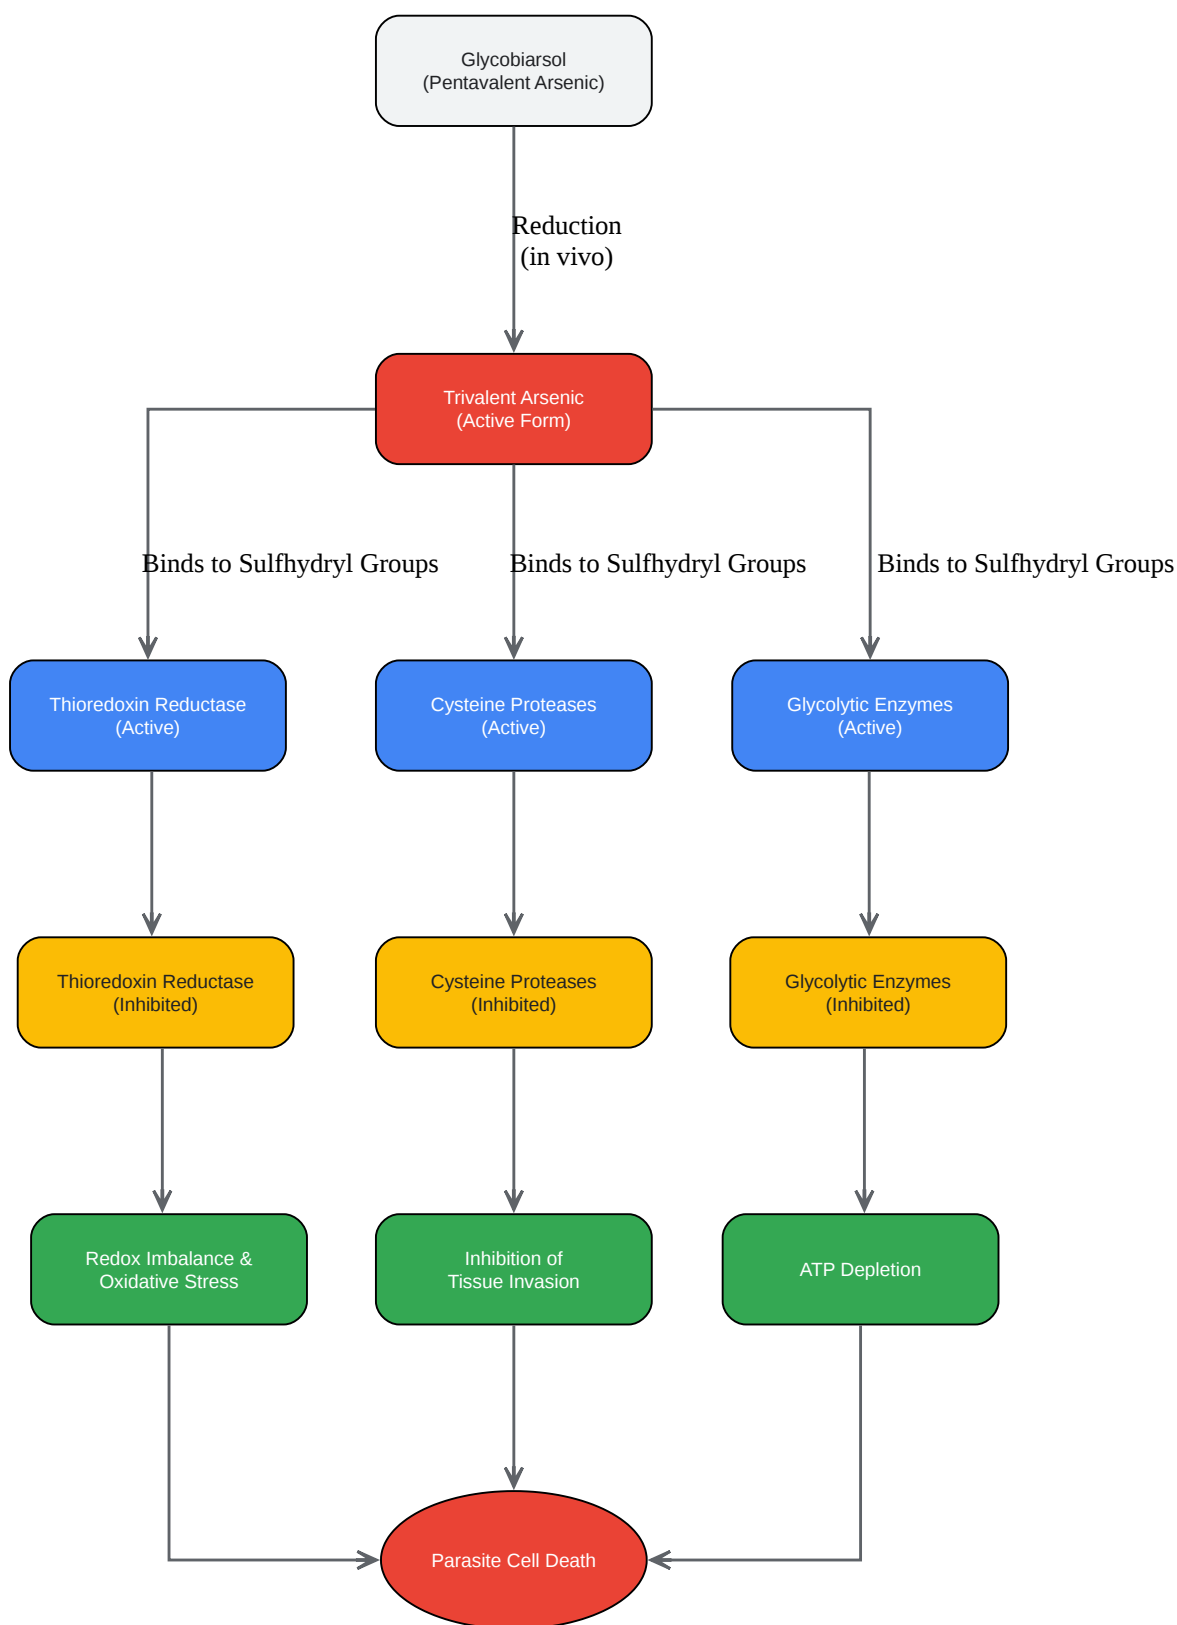 Glycobiarsol
(Pentavalent Arsenic)
Reduction
(in vivo)
Trivalent Arsenic
(Active Form)
Binds to Sulfhydryl Groups
Binds to Sulfhydryl Groups
Binds to Sulfhydryl Groups
Thioredoxin Reductase
(Active)
Cysteine Proteases
(Active)
Glycolytic Enzymes
(Active)
Thioredoxin Reductase
(Inhibited)
Cysteine Proteases
(Inhibited)
Glycolytic Enzymes
(Inhibited)
Redox Imbalance &
Oxidative Stress
Inhibition of
Tissue Invasion
ATP Depletion
Parasite Cell Death